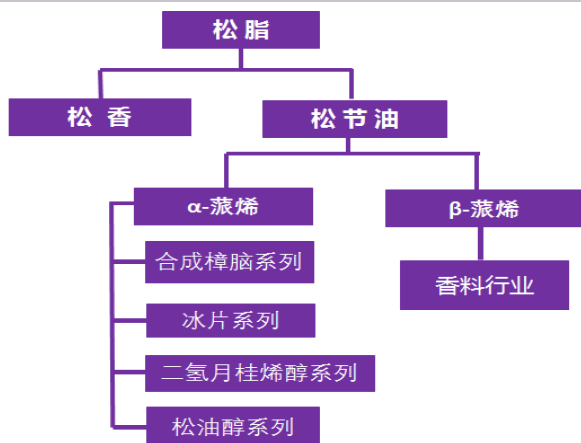 松脂
松 香
松节油
α-蒎烯
β-蒎烯
合成樟脑系列
香料行业
冰片系列
二氢月桂烯醇系列
松油醇系列